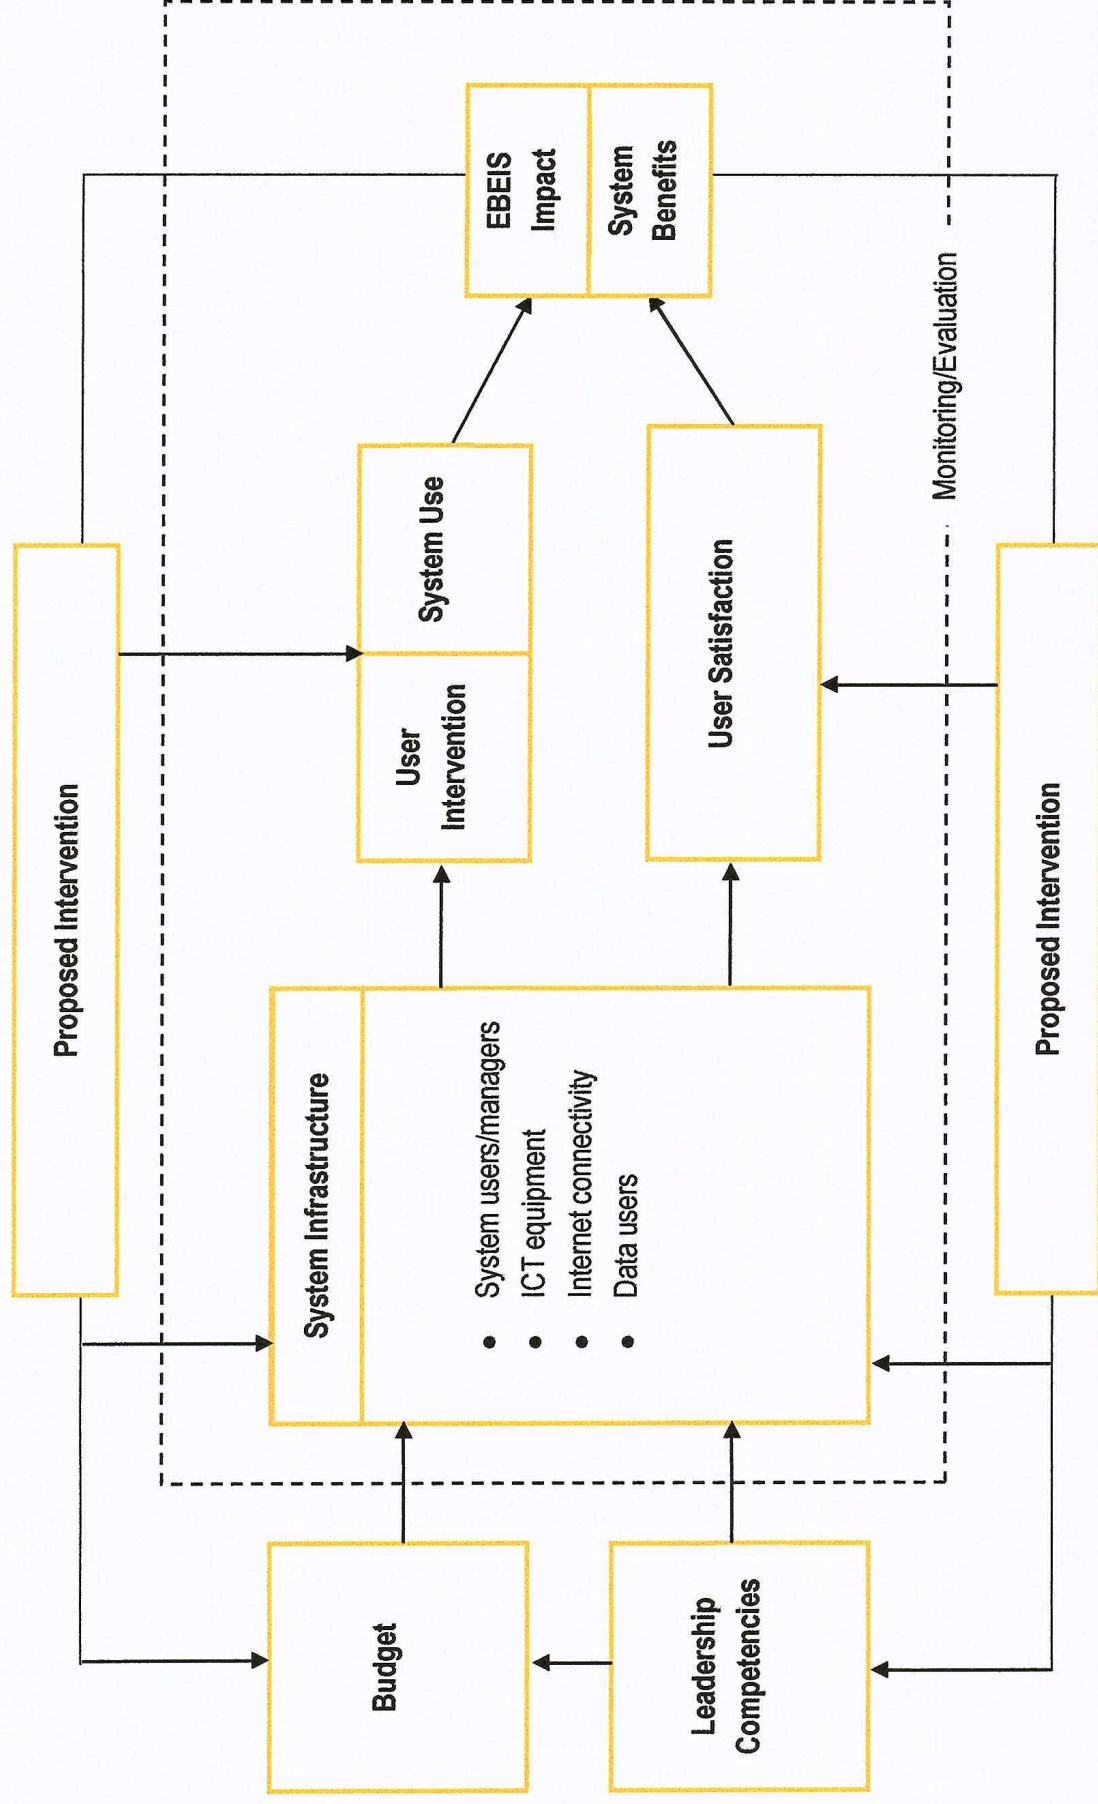 Proposed Intervention
Budget
Leadership
Competencies
System Infrastructure
• System users/managers
• ICT equipment
• Internet connectivity
• Data users
User
Intervention
System Use
User Satisfaction
EBEIS
Impact
System
Benefits
Monitoring/Evaluation
Proposed Intervention